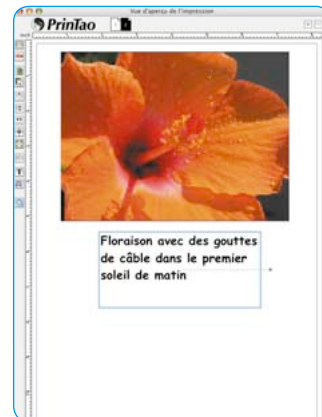 Vue d'aperçu de l'impression
PrinTao
Floraison avec des gouttes
de câble dans le premier
soleil de matin